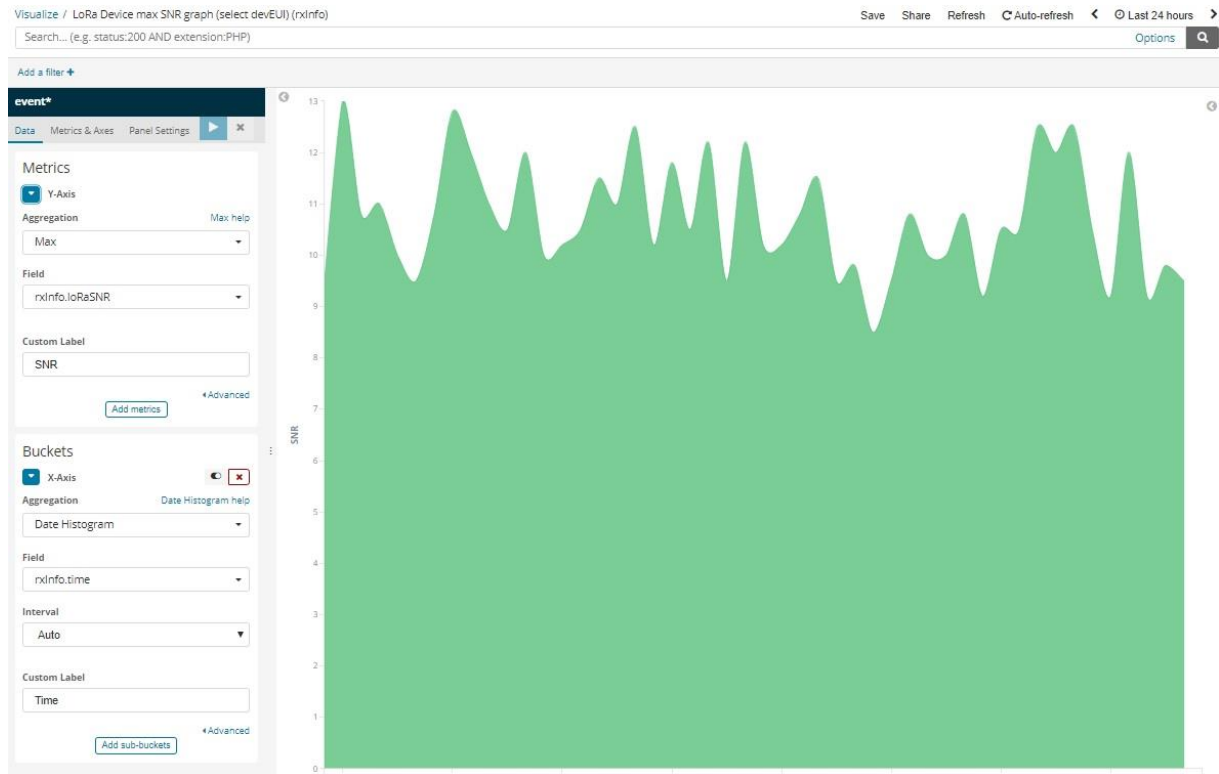 Visualize / LoRa Device max SNR graph (select devEUI) (rxInfo)
Save Share Refresh Auto-refresh Last 24 hours
Search... (e.g. status:200 AND extension:PHP)
Options
Add a filter
event*
Data Metrics & Axes Panel Settings
Metrics
Y-Axis
Aggregation Max help
Max
Field
rxInfo.loRaSNR
Custom Label
SNR
Advanced
Add metrics
Buckets
X-Axis
Aggregation Date Histogram help
Date Histogram
Field
rxInfo.time
Interval
Auto
Custom Label
Time
Advanced
Add sub-buckets
SNR
13
12
11
10
9
8
7
6
5
4
3
2
1
0